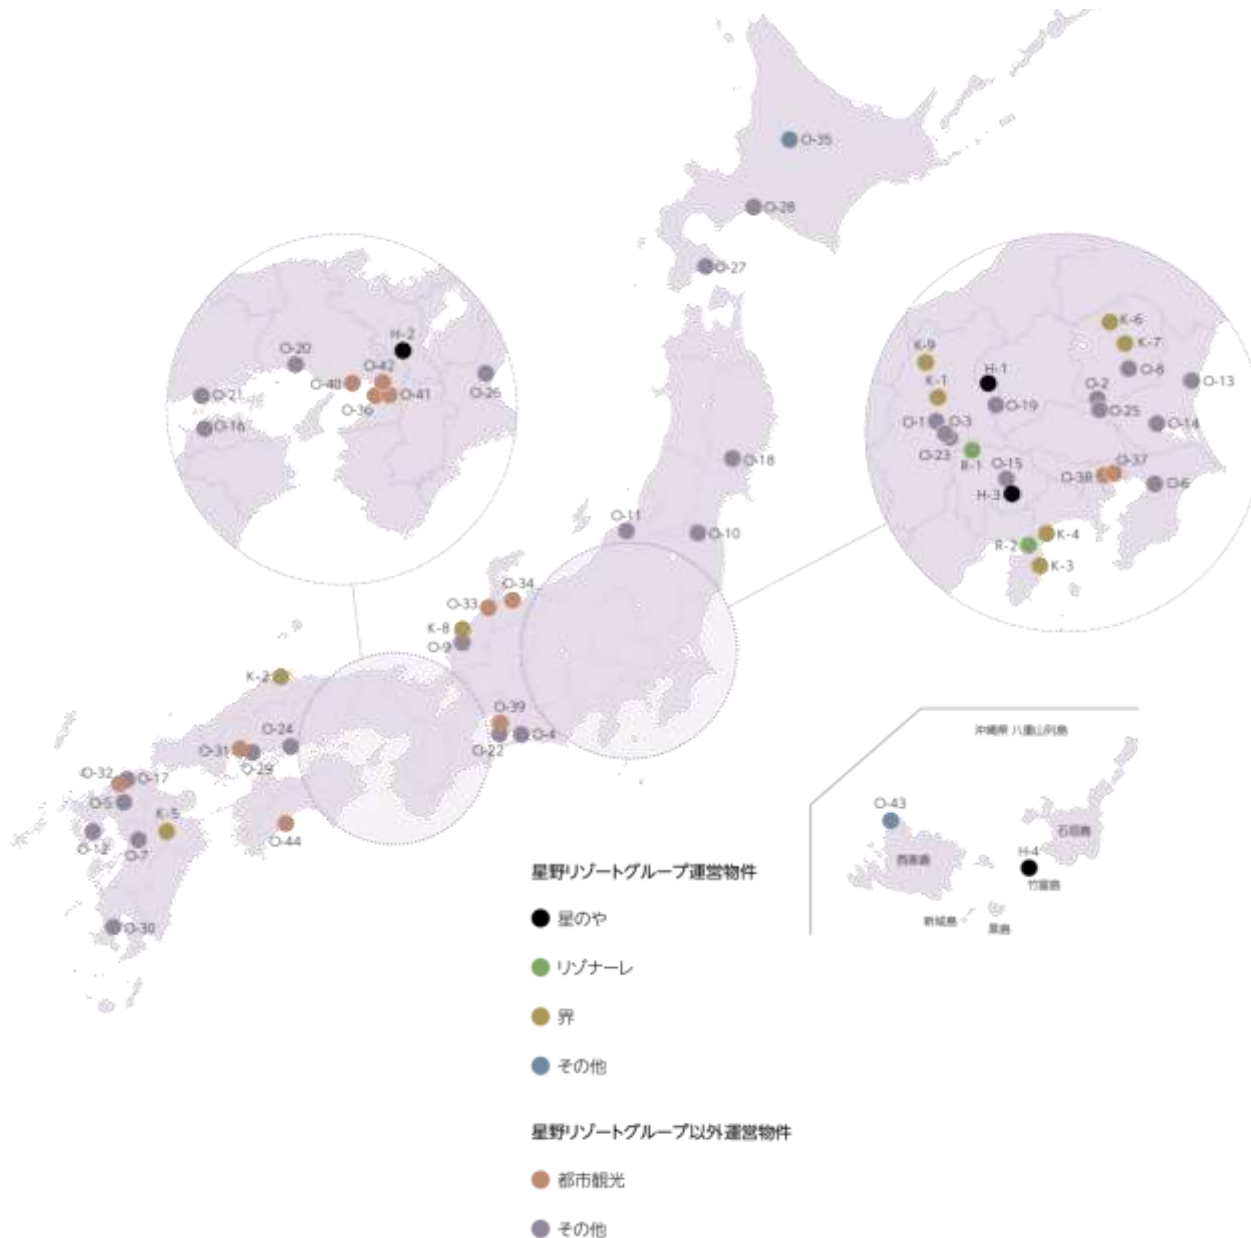 O-35
O-28
O-27
H-2
O-20
O-42
O-40
O-21
O-36
O-41
O-26
O-16
K-6
K-9
K-7
H-1
O-8
K-1
O-2
O-13
O-19
O-25
O-1
O-3
O-14
O-23
R-1
O-15
O-37
O-38
O-6
H-3
K-4
R-2
K-3
O-18
O-11
O-10
O-34
O-33
K-8
O-9
K-2
O-39
O-24
O-22
O-4
O-31
O-29
O-32
O-17
O-5
K-5
O-12
O-7
O-44
O-30
沖縄県 八重山列島
O-43
石垣島
西表島
H-4
竹富島
新城島
黒島
星野リゾートグループ運営物件
星のや
リゾナーレ
界
その他
星野リゾートグループ以外運営物件
都市観光
その他